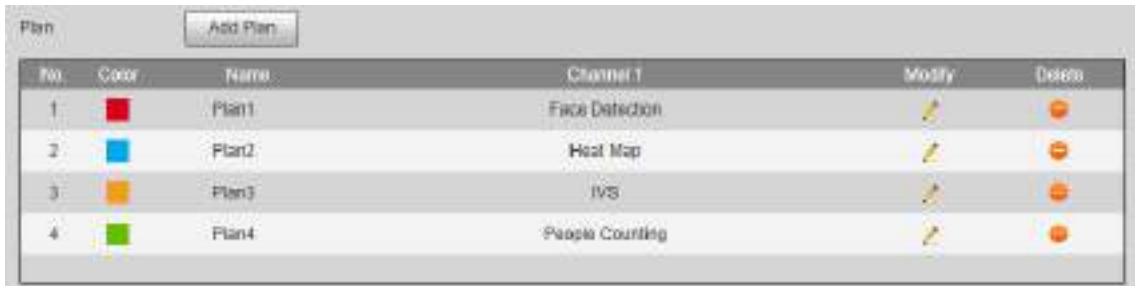 Plan Add Plan
No. Color Name Channel 1 Modify Delete
1 Plan1 Face Detection
2 Plan2 Heat Map
3 Plan3 IVS
4 Plan4 People Counting